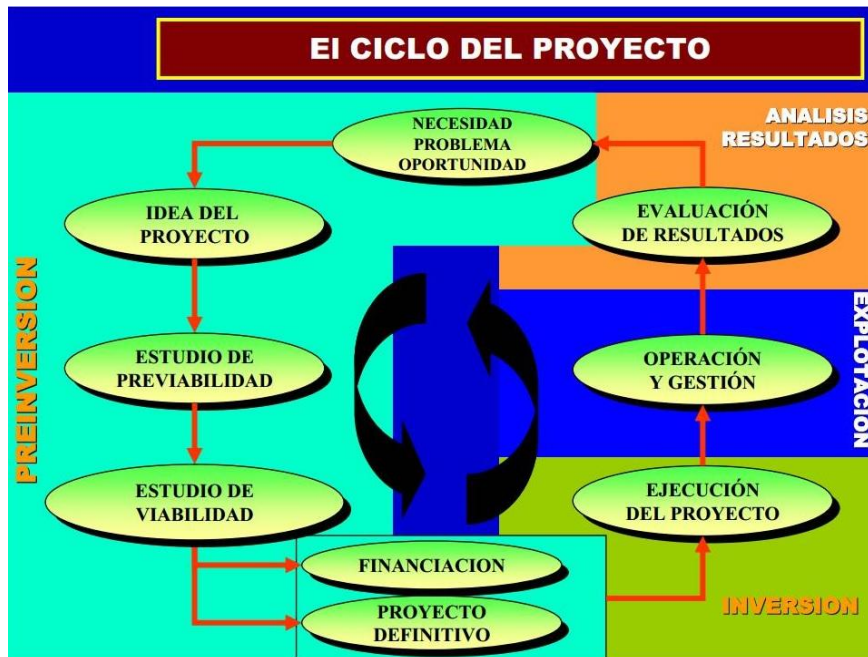 El CICLO DEL PROYECTO
ANALISIS
RESULTADOS
NECESIDAD
PROBLEMA
OPORTUNIDAD
IDEA DEL
PROYECTO
EVALUACIÓN
DE RESULTADOS
PREINVERSION
EXPLOTACION
ESTUDIO DE
PREVIABILIDAD
OPERACIÓN
Y GESTIÓN
ESTUDIO DE
VIABILIDAD
EJECUCIÓN
DEL PROYECTO
FINANCIACION
PROYECTO
DEFINITIVO
INVERSION